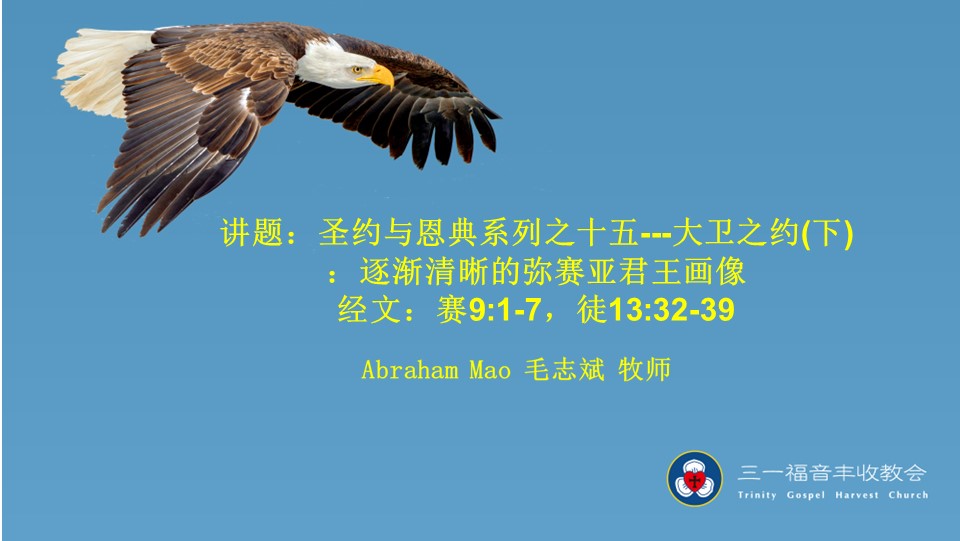 讲题：圣约与恩典系列之十五---大卫之约(下)
：逐渐清晰的弥赛亚君王画像
经文：赛9:1-7，徒13:32-39
Abraham Mao 毛志斌 牧师
三一福音丰收教会
Trinity Gospel Harvest Church